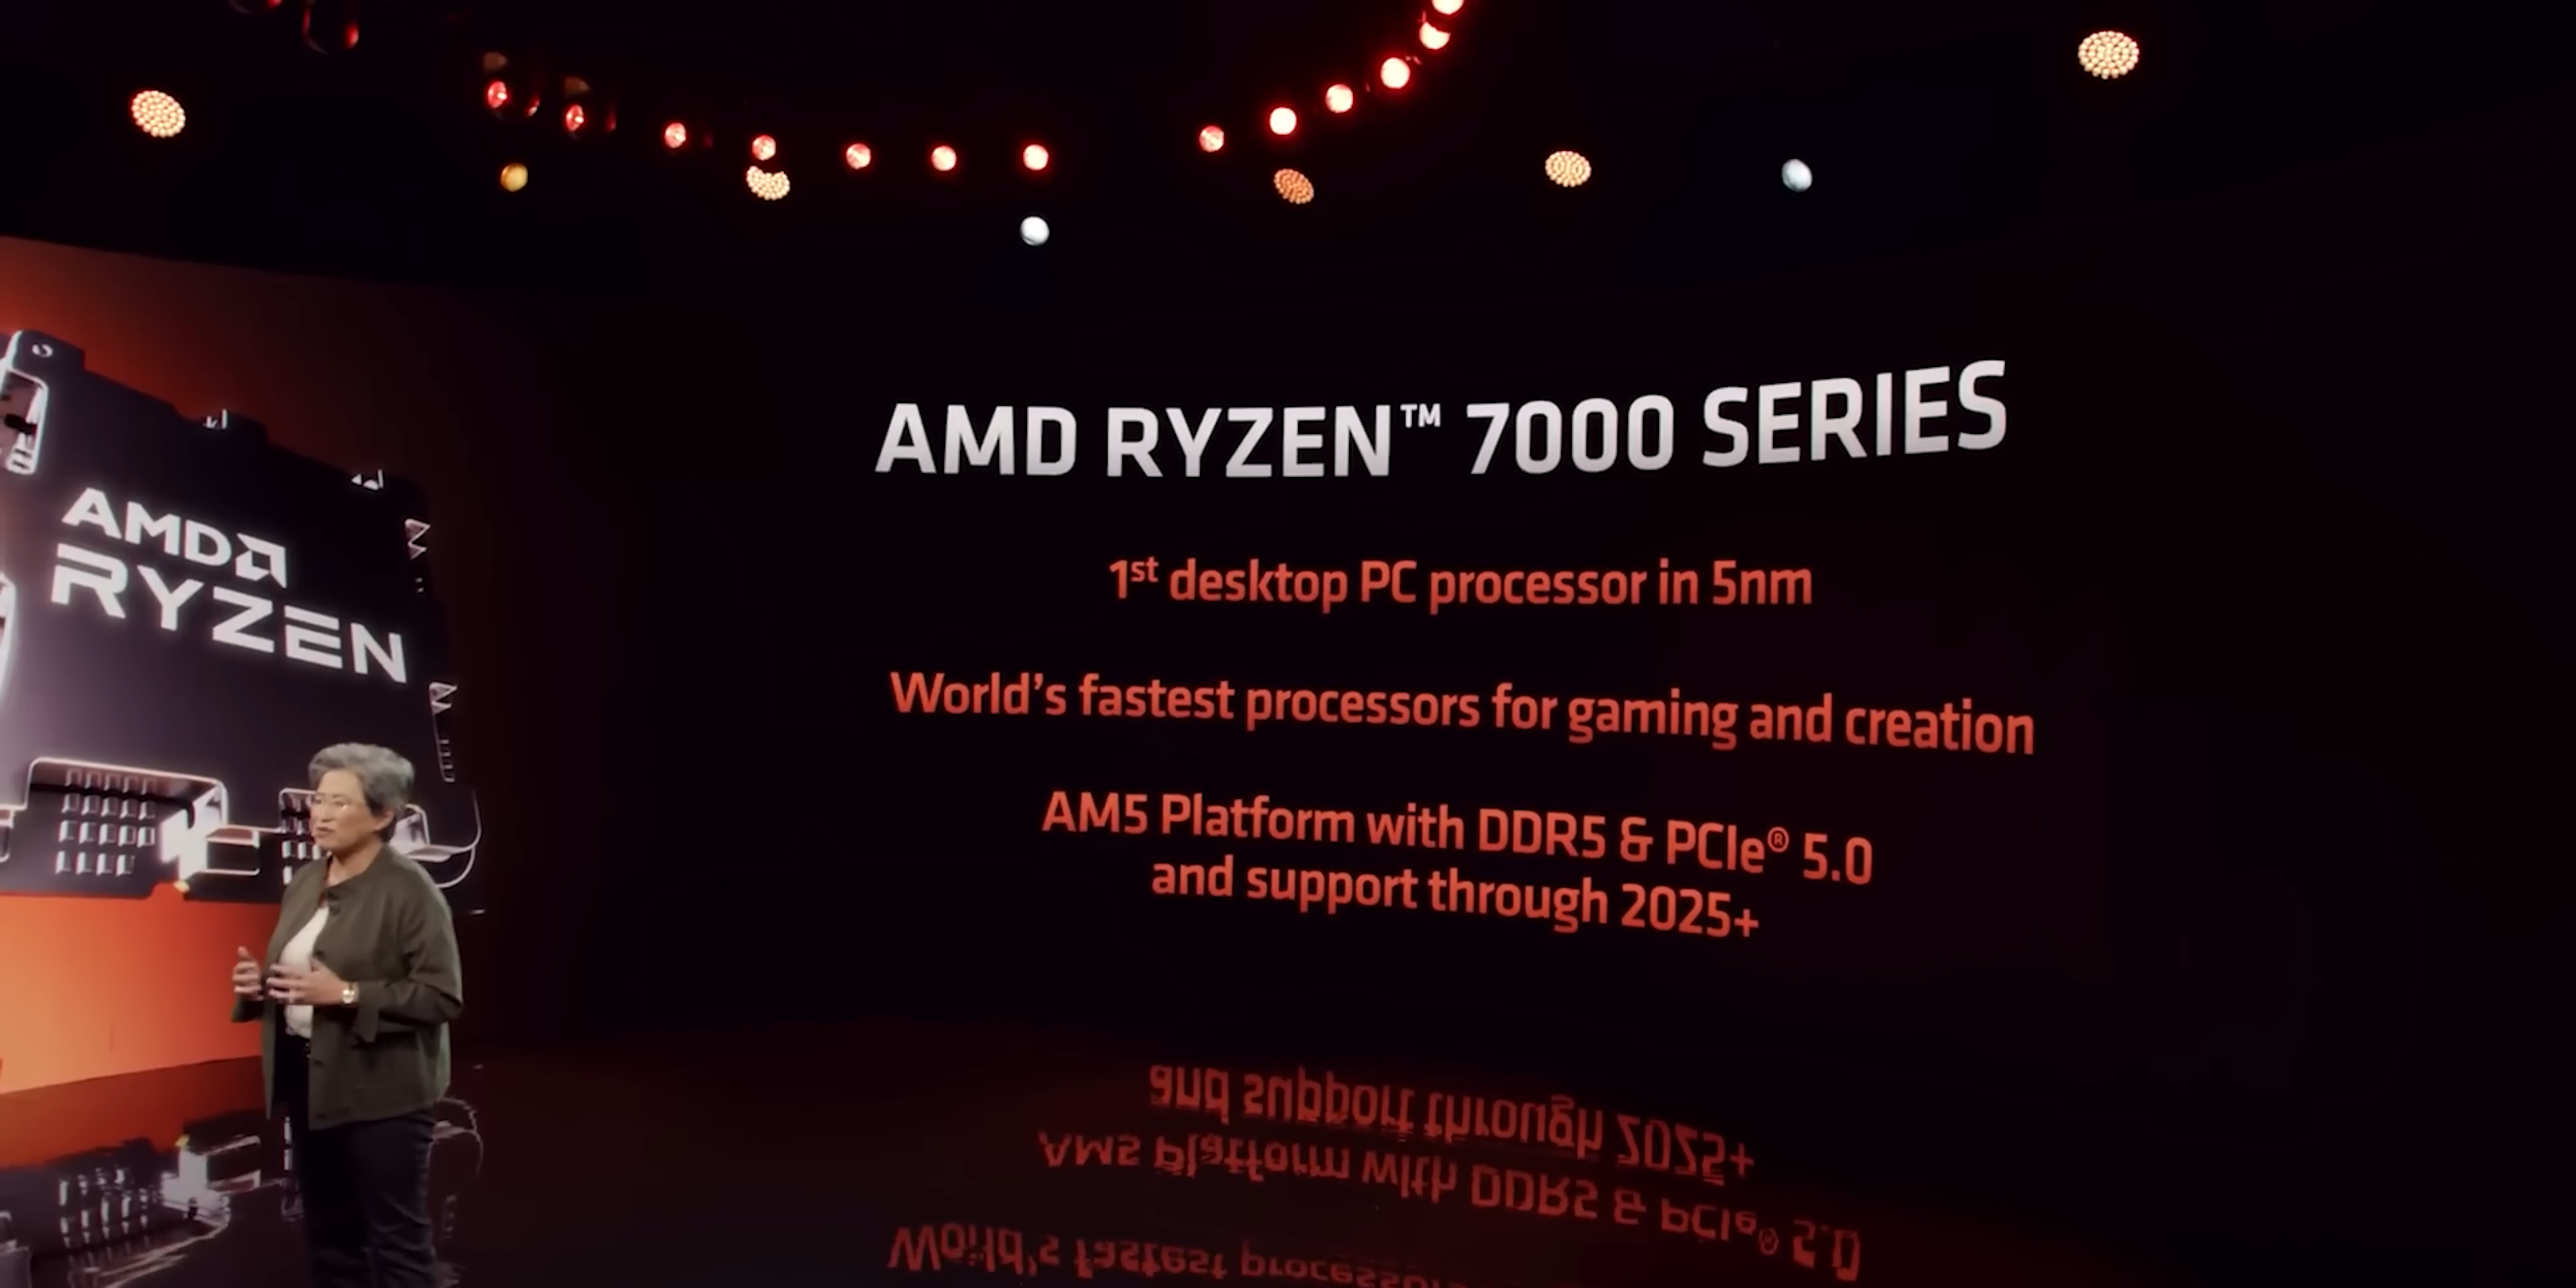 AMD RYZEN™ 7000 SERIES
1st desktop PC processor in 5nm
World's fastest processors for gaming and creation
AM5 Platform with DDR5 & PCIe® 5.0
and support through 2025+
AMD
RYZEN